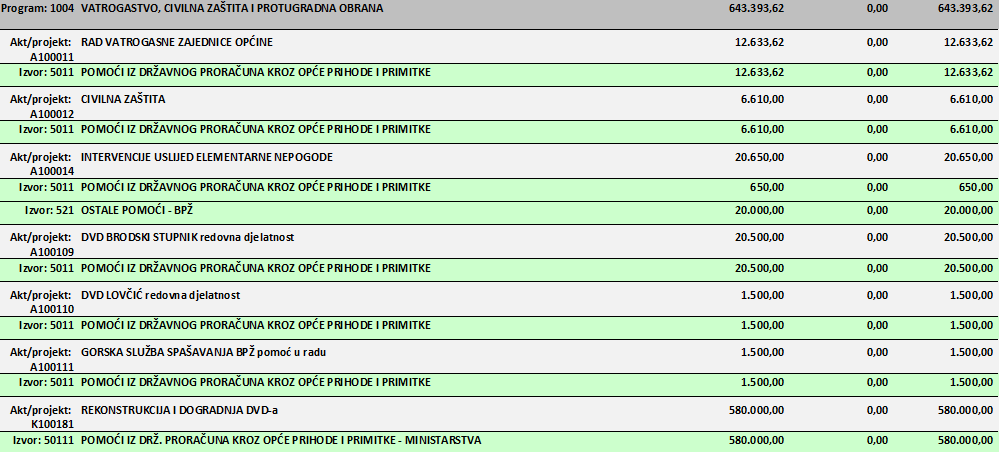 Program: 1004 VATROGASTVO, CIVILNA ZAŠTITA I PROTUGRADNA OBRANA 643.393,62 0,00 643.393,62
Akt/projekt: RAD VATROGASNE ZAJEDNICE OPĆINE 12.633,62 0,00 12.633,62
A100011
Izvor: 5011 POMOĆI IZ DRŽAVNOG PRORAČUNA KROZ OPĆE PRIHODE I PRIMITKE 12.633,62 0,00 12.633,62
Akt/projekt: CIVILNA ZAŠTITA 6.610,00 0,00 6.610,00
A100012
Izvor: 5011 POMOĆI IZ DRŽAVNOG PRORAČUNA KROZ OPĆE PRIHODE I PRIMITKE 6.610,00 0,00 6.610,00
Akt/projekt: INTERVENCIJE USLIJED ELEMENTARNE NEPOGODE 20.650,00 0,00 20.650,00
A100014
Izvor: 5011 POMOĆI IZ DRŽAVNOG PRORAČUNA KROZ OPĆE PRIHODE I PRIMITKE 650,00 0,00 650,00
Izvor: 521 OSTALE POMOĆI - BPŽ 20.000,00 0,00 20.000,00
Akt/projekt: DVD BRODSKI STUPNIK redovna djelatnost 20.500,00 0,00 20.500,00
A100109
Izvor: 5011 POMOĆI IZ DRŽAVNOG PRORAČUNA KROZ OPĆE PRIHODE I PRIMITKE 20.500,00 0,00 20.500,00
Akt/projekt: DVD LOVČIĆ redovna djelatnost 1.500,00 0,00 1.500,00
A100110
Izvor: 5011 POMOĆI IZ DRŽAVNOG PRORAČUNA KROZ OPĆE PRIHODE I PRIMITKE 1.500,00 0,00 1.500,00
Akt/projekt: GORSKA SLUŽBA SPAŠAVANJA BPŽ pomoć u radu 1.500,00 0,00 1.500,00
A100111
Izvor: 5011 POMOĆI IZ DRŽAVNOG PRORAČUNA KROZ OPĆE PRIHODE I PRIMITKE 1.500,00 0,00 1.500,00
Akt/projekt: REKONSTRUKCIJA I DOGRADNJA DVD-a 580.000,00 0,00 580.000,00
K100181
Izvor: 50111 POMOĆI IZ DRŽ. PRORAČUNA KROZ OPĆE PRIHODE I PRIMITKE - MINISTARSTVA 580.000,00 0,00 580.000,00